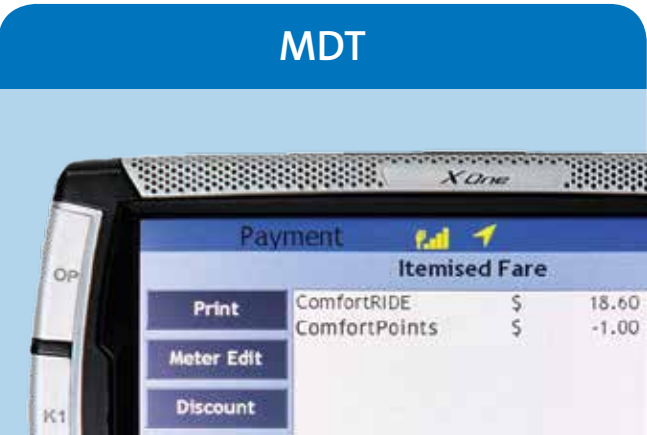 MDT
X One
Payment
Itemised Fare
OP
Print
ComfortRIDE $ 18.60
ComfortPoints $ -1.00
Meter Edit
Discount
K1